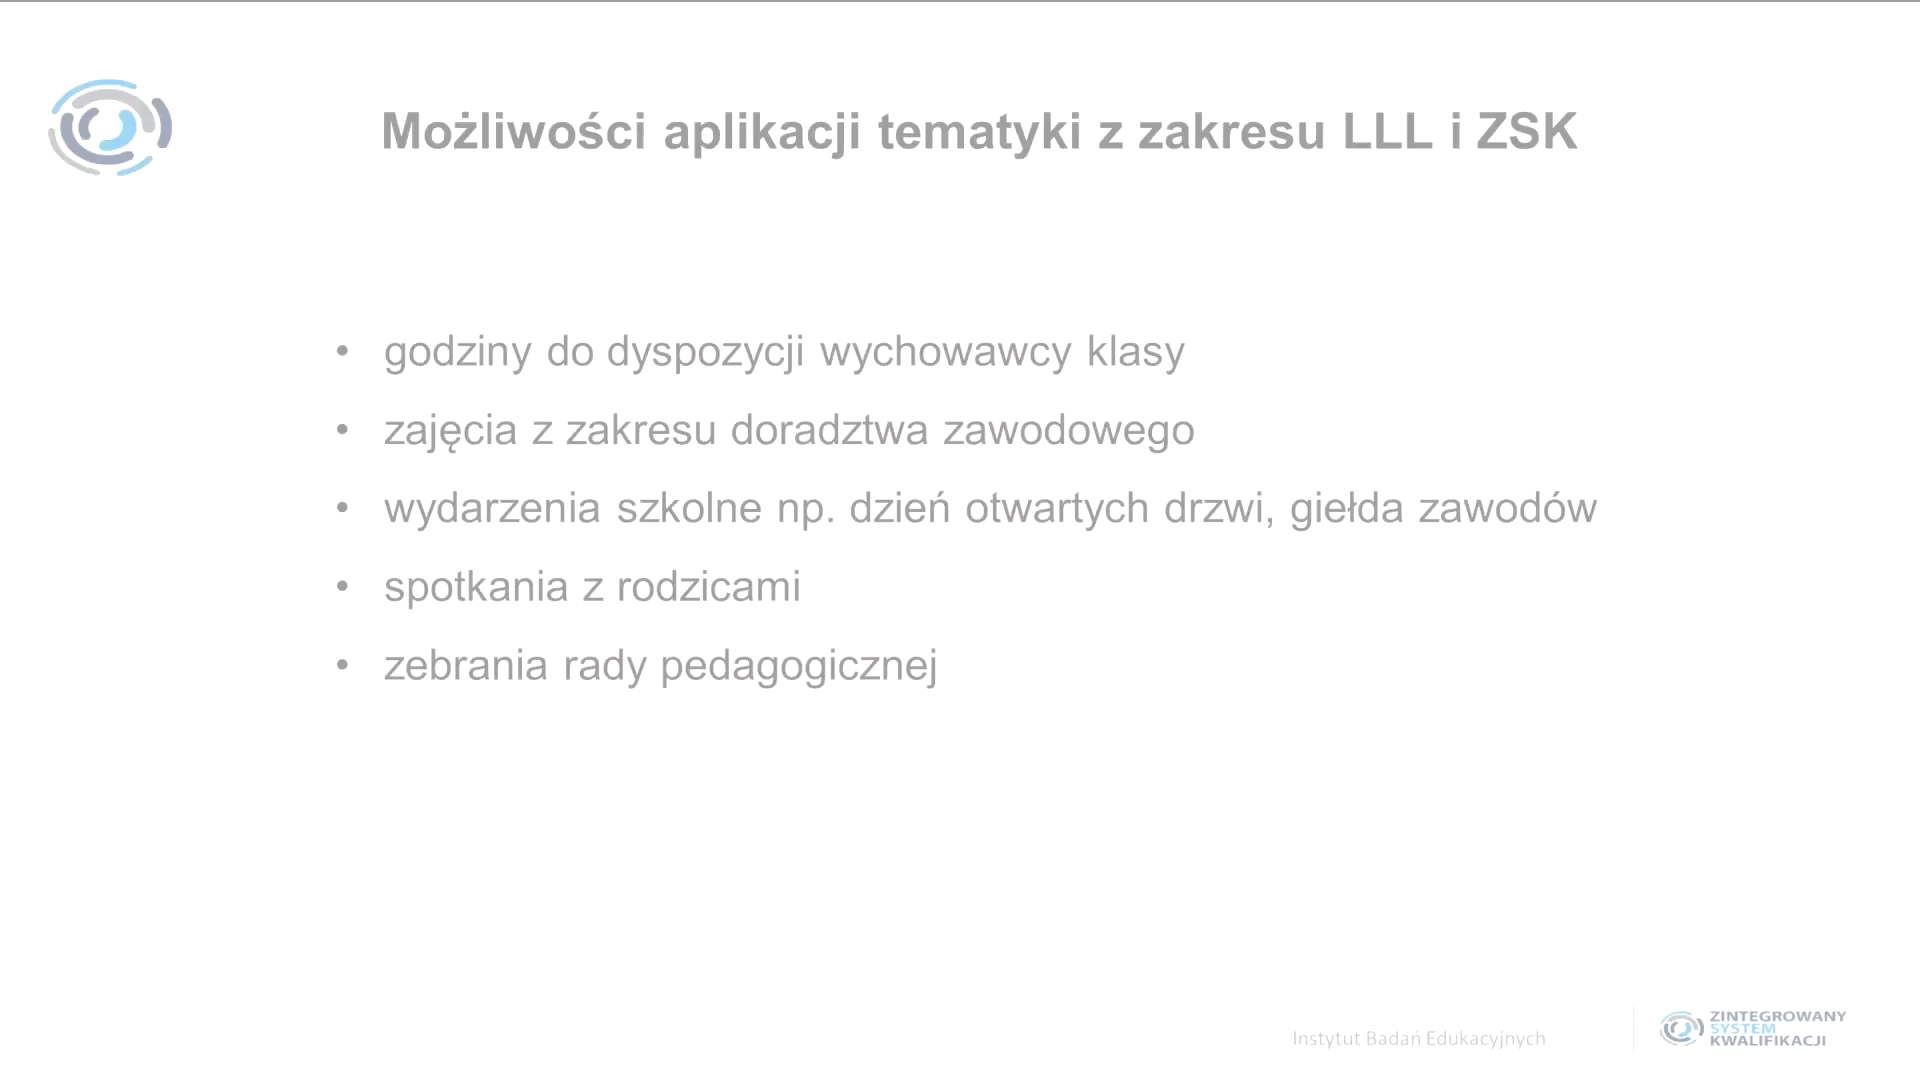 Możliwości aplikacji tematyki z zakresu LLL i ZSK
• godziny do dyspozycji wychowawcy klasy
• zajęcia z zakresu doradztwa zawodowego
• wydarzenia szkolne np. dzień otwartych drzwi, giełda zawodów
• spotkania z rodzicami
• zebrania rady pedagogicznej
Instytut Badań Edukacyjnych
ZINTEGROWANY
SYSTEM
KWALIFIKACJI